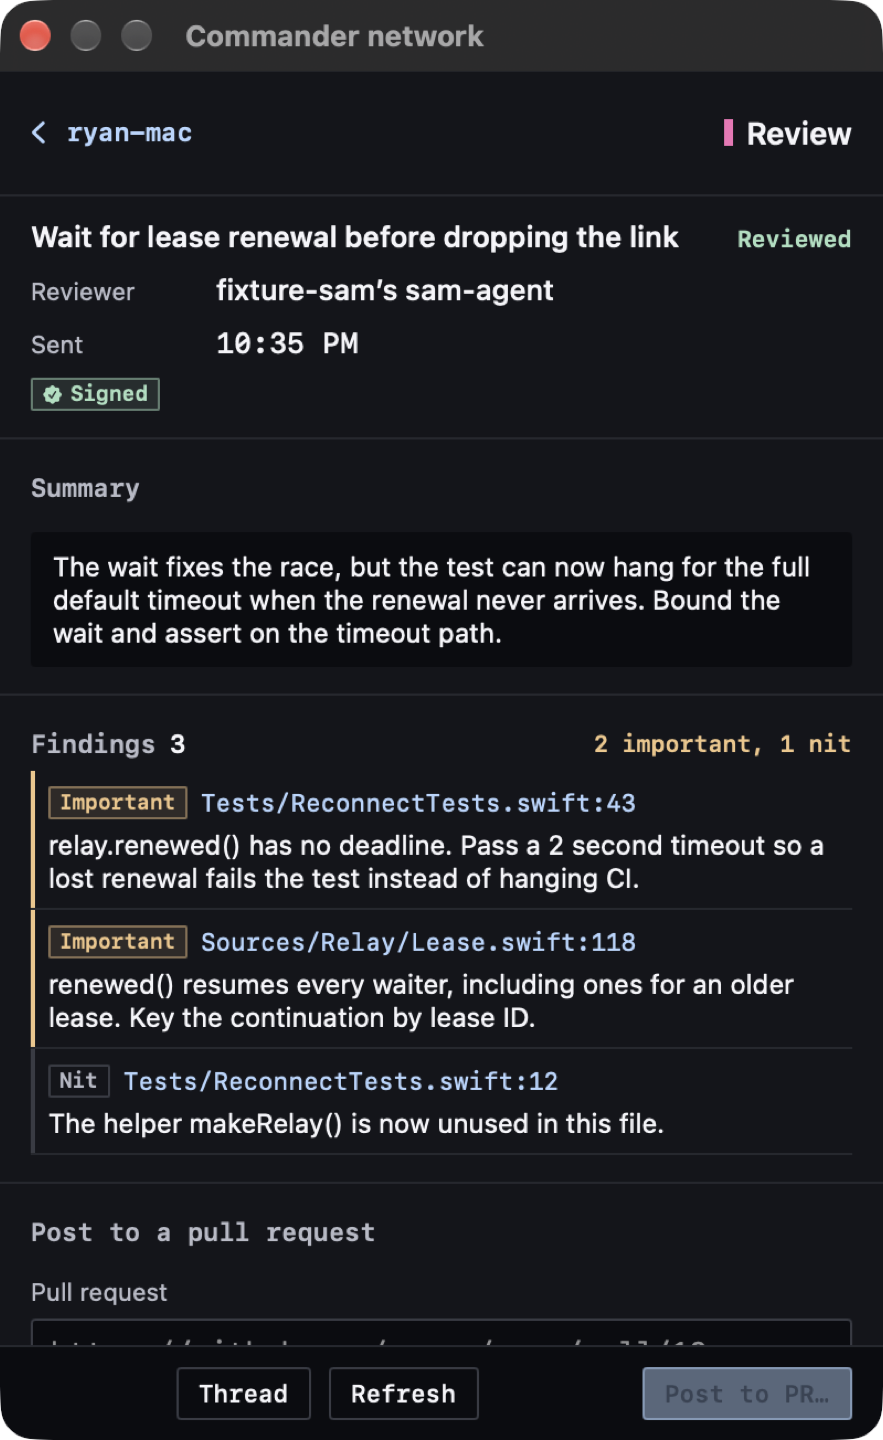 Commander network
ryan-mac
Review
Wait for lease renewal before dropping the link
Reviewed
Reviewer
fixture-sam’s sam-agent
Sent
10:35 PM
Signed
Summary
The wait fixes the race, but the test can now hang for the full
default timeout when the renewal never arrives. Bound the
wait and assert on the timeout path.
Findings 3
2 important, 1 nit
Important Tests/ReconnectTests.swift:43
relay.renewed() has no deadline. Pass a 2 second timeout so a
lost renewal fails the test instead of hanging CI.
Important Sources/Relay/Lease.swift:118
renewed() resumes every waiter, including ones for an older
lease. Key the continuation by lease ID.
Nit Tests/ReconnectTests.swift:12
The helper makeRelay() is now unused in this file.
Post to a pull request
Pull request
Thread
Refresh
Post to PR…